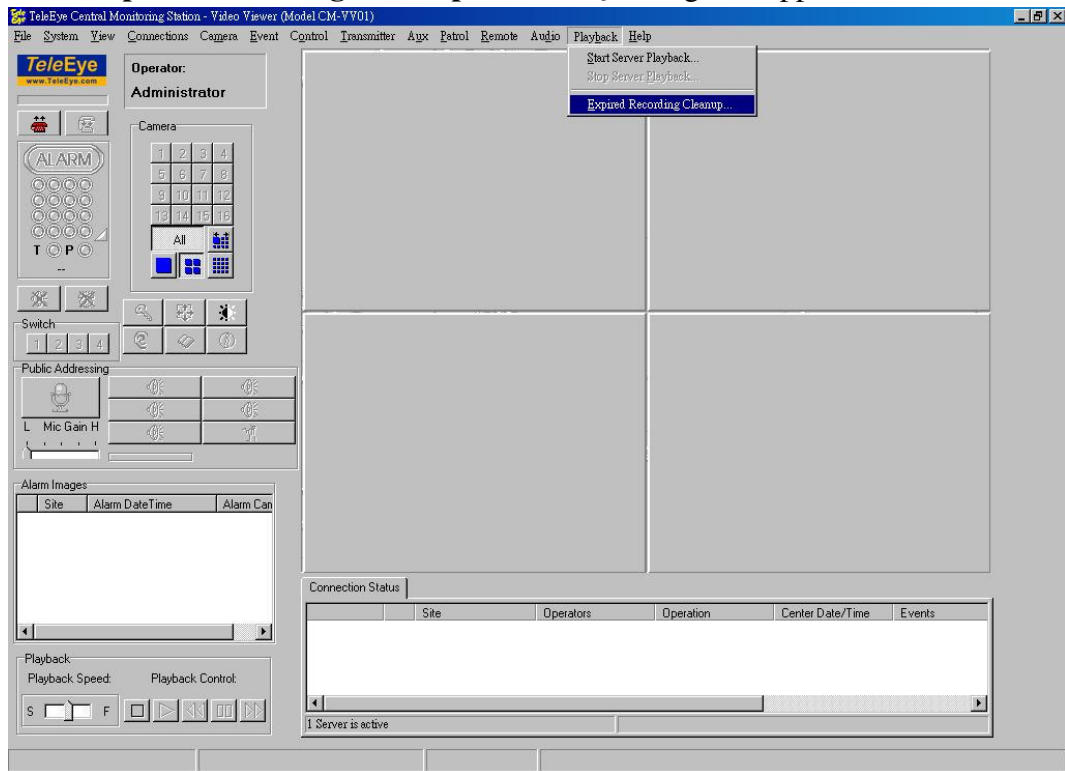 TeleEye Central Monitoring Station - Video Viewer (Model CM-VV01)
File System View Connections Camera Event Control Transmitter Aux Patrol Remote Audio Playback Help
Start Server Playback...
Stop Server Playback...
Expired Recording Cleanup...
TeleEye
www.TeleEye.com
Operator:
Administrator
Camera
1 2 3 4
5 6 7 8
9 10 11 12
13 14 15 16
All
ALARM
T P
--
Switch
1 2 3 4
Public Addressing
L Mic Gain H
Alarm Images
Site Alarm DateTime Alarm Can
Connection Status
Site Operators Operation Center Date/Time Events
1 Server is active
Playback
Playback Speed: Playback Control:
S F